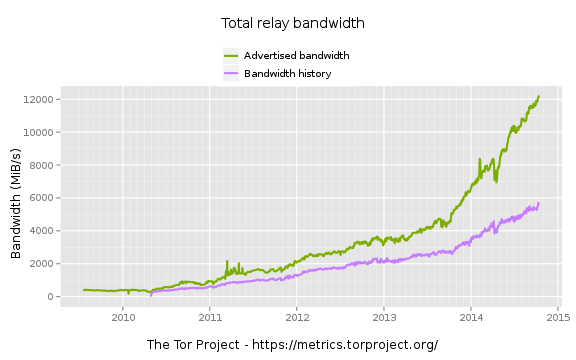 Total relay bandwidth
Advertised bandwidth
Bandwidth history
Bandwidth (MiB/s)
12000
10000
8000
6000
4000
2000
0
2010 2011 2012 2013 2014 2015
The Tor Project - https://metrics.torproject.org/